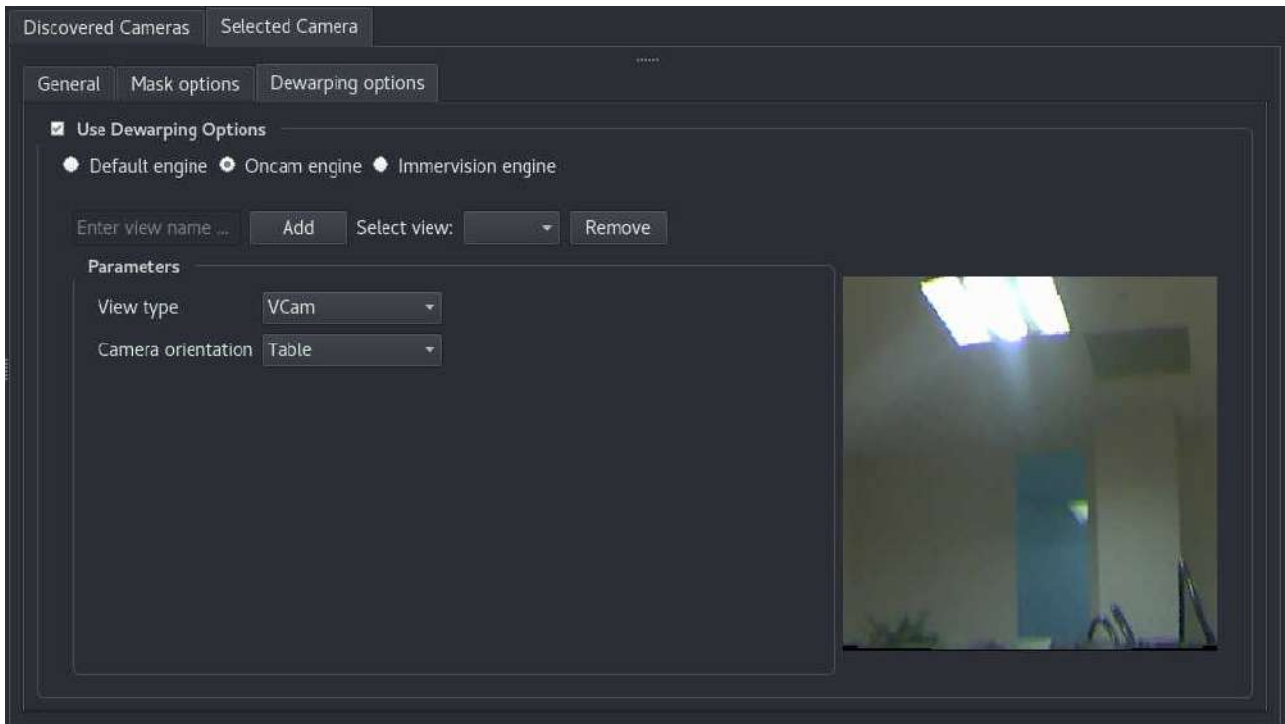 Discovered Cameras Selected Camera
General Mask options Dewarping options
Use Dewarping Options
Default engine Oncam engine Immervision engine
Enter view name ... Add Select view: Remove
Parameters
View type VCam
Camera orientation Table